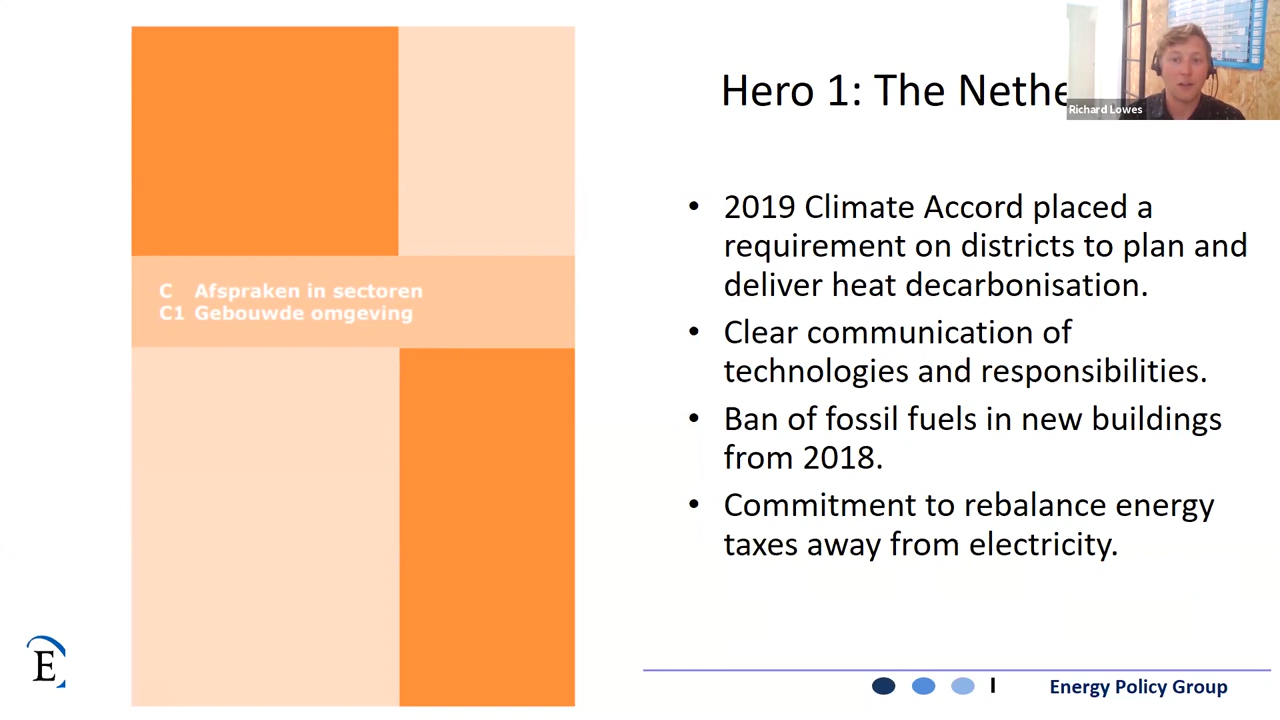 Hero 1: The Nethe
Richard Lowes
• 2019 Climate Accord placed a
requirement on districts to plan and
deliver heat decarbonisation.
• Clear communication of
technologies and responsibilities.
• Ban of fossil fuels in new buildings
from 2018.
• Commitment to rebalance energy
taxes away from electricity.
C Afspraken in sectoren
C1 Gebouwde omgeving
E
Energy Policy Group